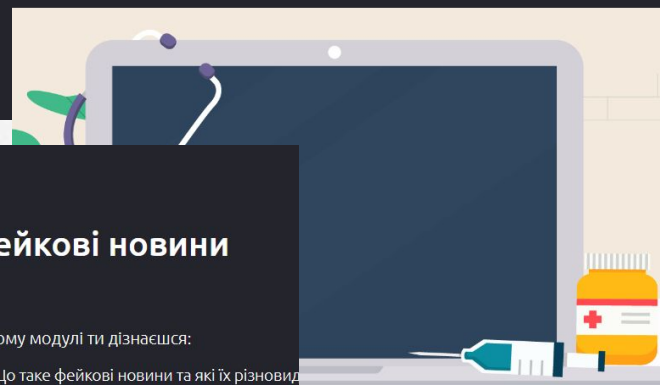 ейкові новини
ому модулі ти дізнаєшся:
Що таке фейкові новини та які їх різновид